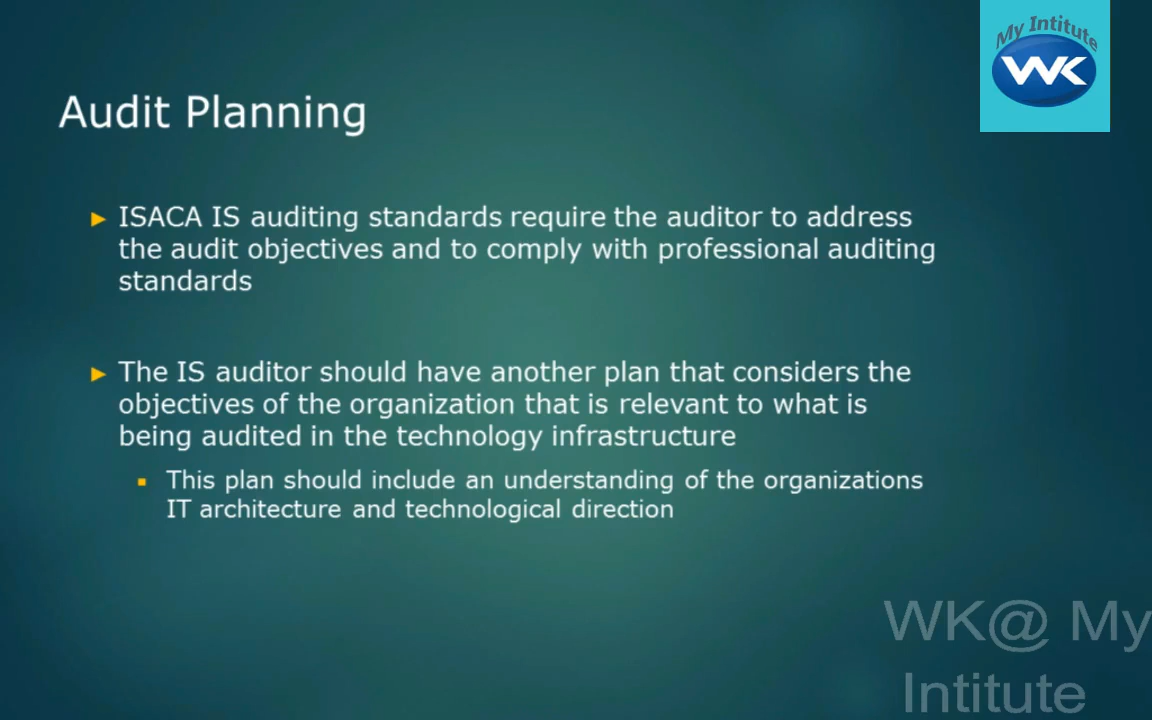 My Intitute
WK
Audit Planning
ISACA IS auditing standards require the auditor to address
the audit objectives and to comply with professional auditing
standards
The IS auditor should have another plan that considers the
objectives of the organization that is relevant to what is
being audited in the technology infrastructure
This plan should include an understanding of the organizations
IT architecture and technological direction
WK@ My
Intitute